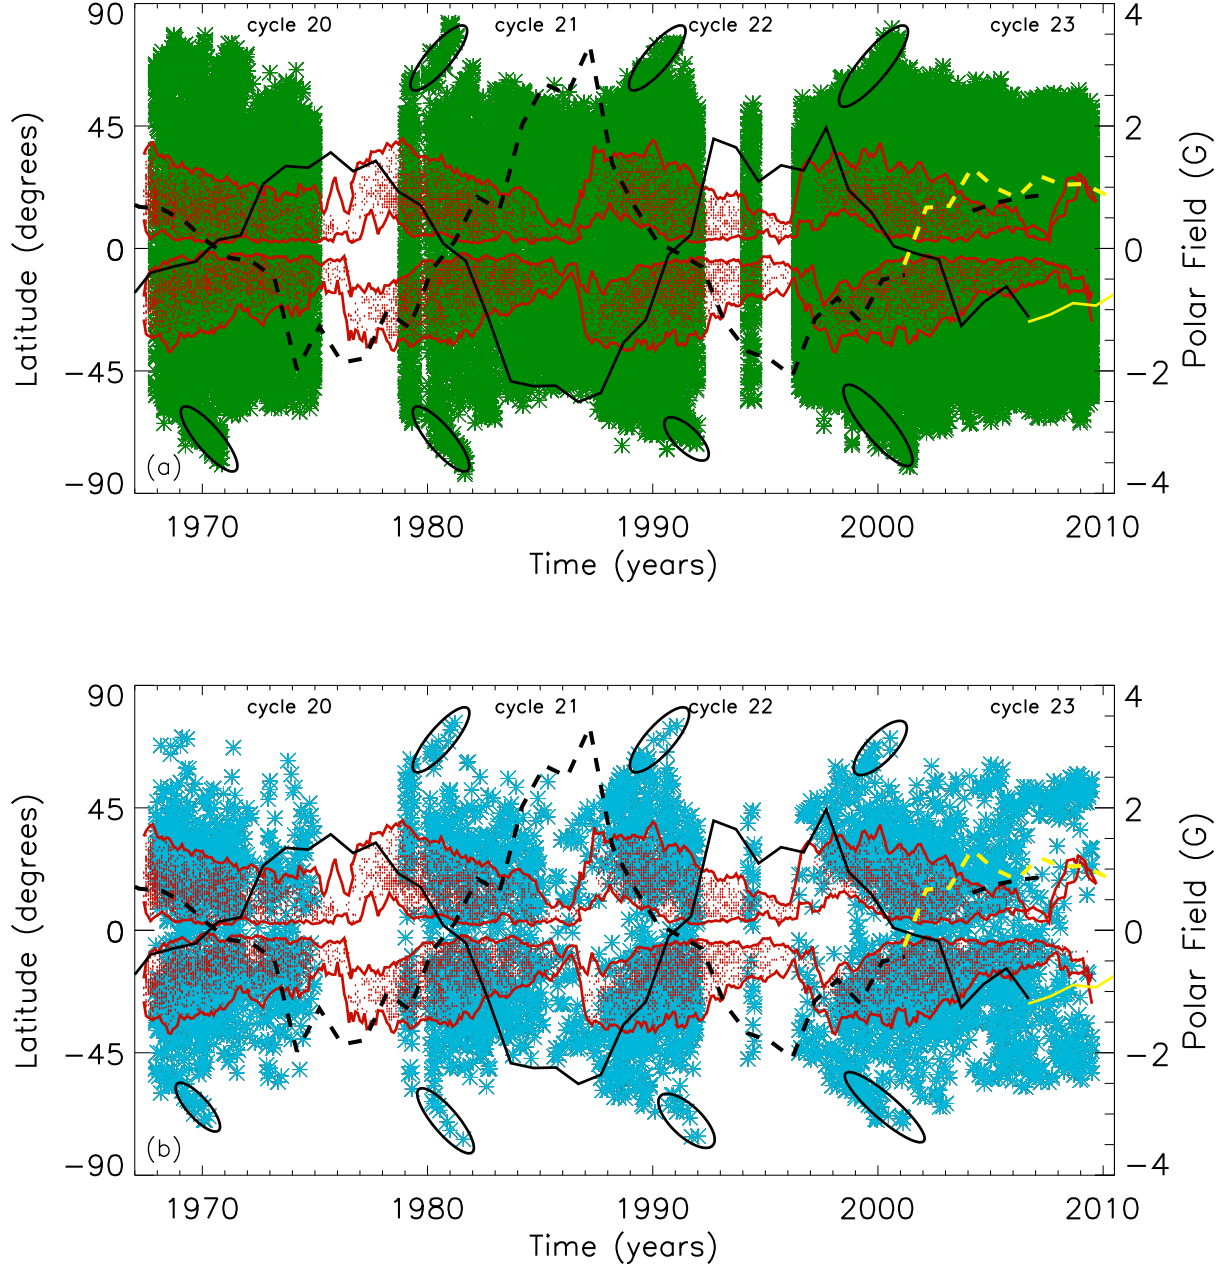 cycle 20 cycle 21 cycle 22 cycle 23
90 4
45 2
0 0
−45 −2
−90 −4
Latitude (degrees)
Polar Field (G)
(a)
1970 1980 1990 2000 2010
Time (years)
cycle 20 cycle 21 cycle 22 cycle 23
90 4
45 2
0 0
−45 −2
−90 −4
Latitude (degrees)
Polar Field (G)
(b)
1970 1980 1990 2000 2010
Time (years)